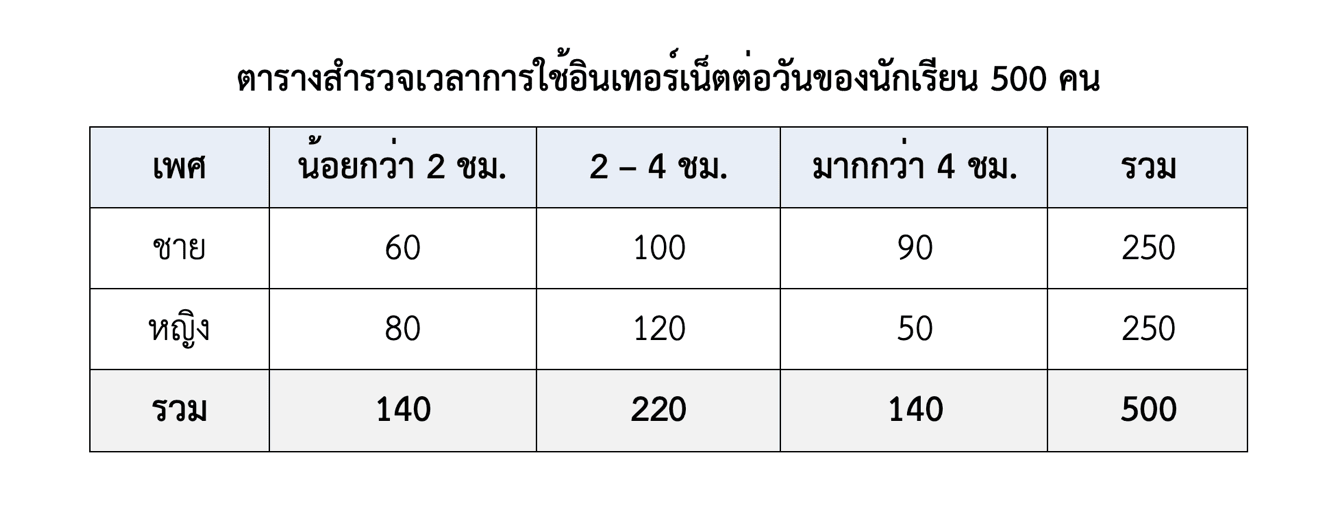 ตารางสำรวจเวลาการใช้อินเทอร์เน็ตต่อวันของนักเรียน 500 คน
เพศ น้อยกว่า 2 ชม. 2 – 4 ชม. มากกว่า 4 ชม. รวม
ชาย 60 100 90 250
หญิง 80 120 50 250
รวม 140 220 140 500